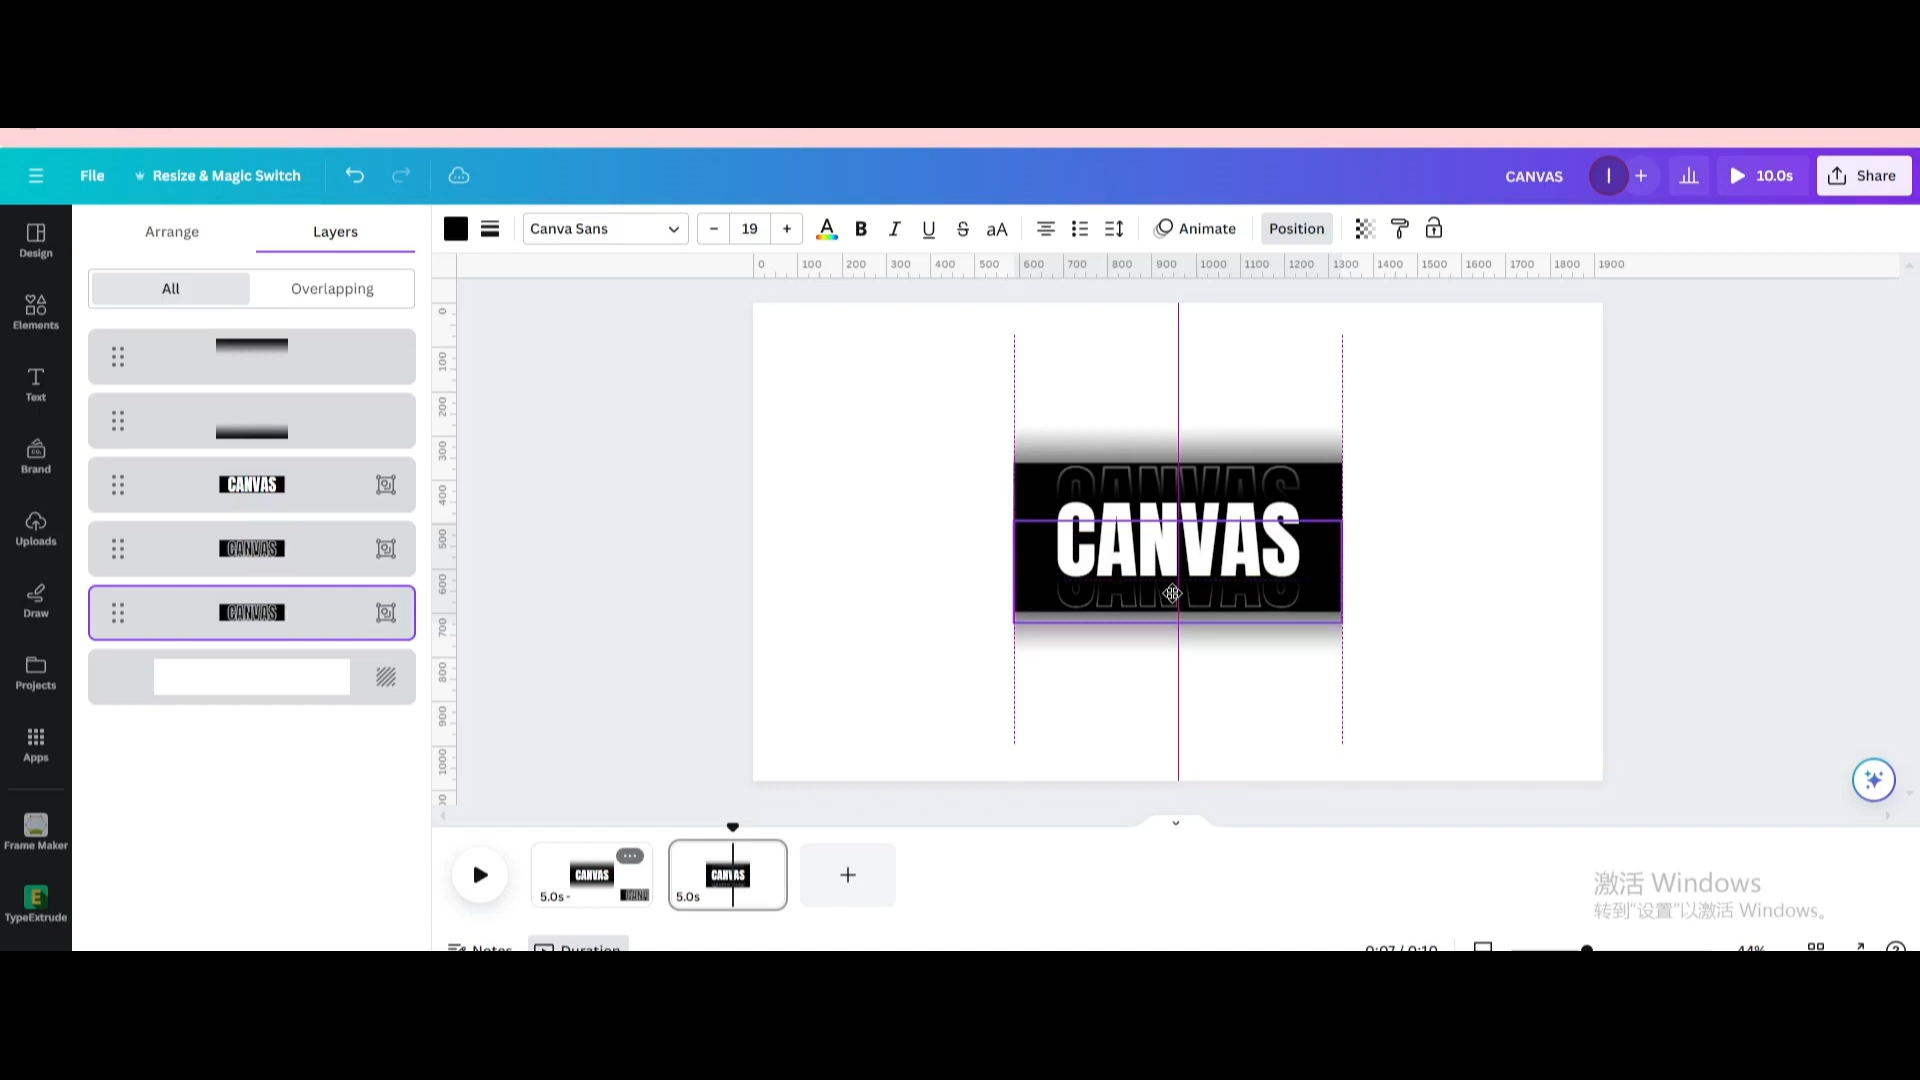 File
Resize & Magic Switch
CANVAS
10.0s
Share
Design
Elements
Text
Brand
Uploads
Draw
Projects
Apps
Frame Maker
TypeExtrude
Arrange
Layers
All
Overlapping
CANVAS
CANVAS
CANVAS
Canva Sans
19
aA
Animate
Position
0 100 200 300 400 500 600 700 800 900 1000 1100 1200 1300 1400 1500 1600 1700 1800 1900
0
100
200
300
400
500
600
700
800
900
1000
CANVAS
CANVAS
CANVAS
CANVAS
5.0s
CANVAS
5.0s
激活 Windows
转到"设置"以激活 Windows。
Notes
Duration
0:07 / 0:10
44%